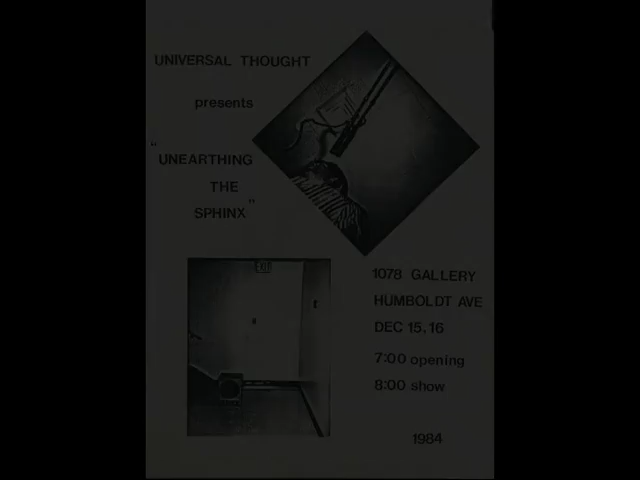 UNIVERSAL THOUGHT
presents
"UNEARTHING
THE
SPHINX"
1078 GALLERY
HUMBOLDT AVE
DEC 15, 16
7:00 opening
8:00 show
1984